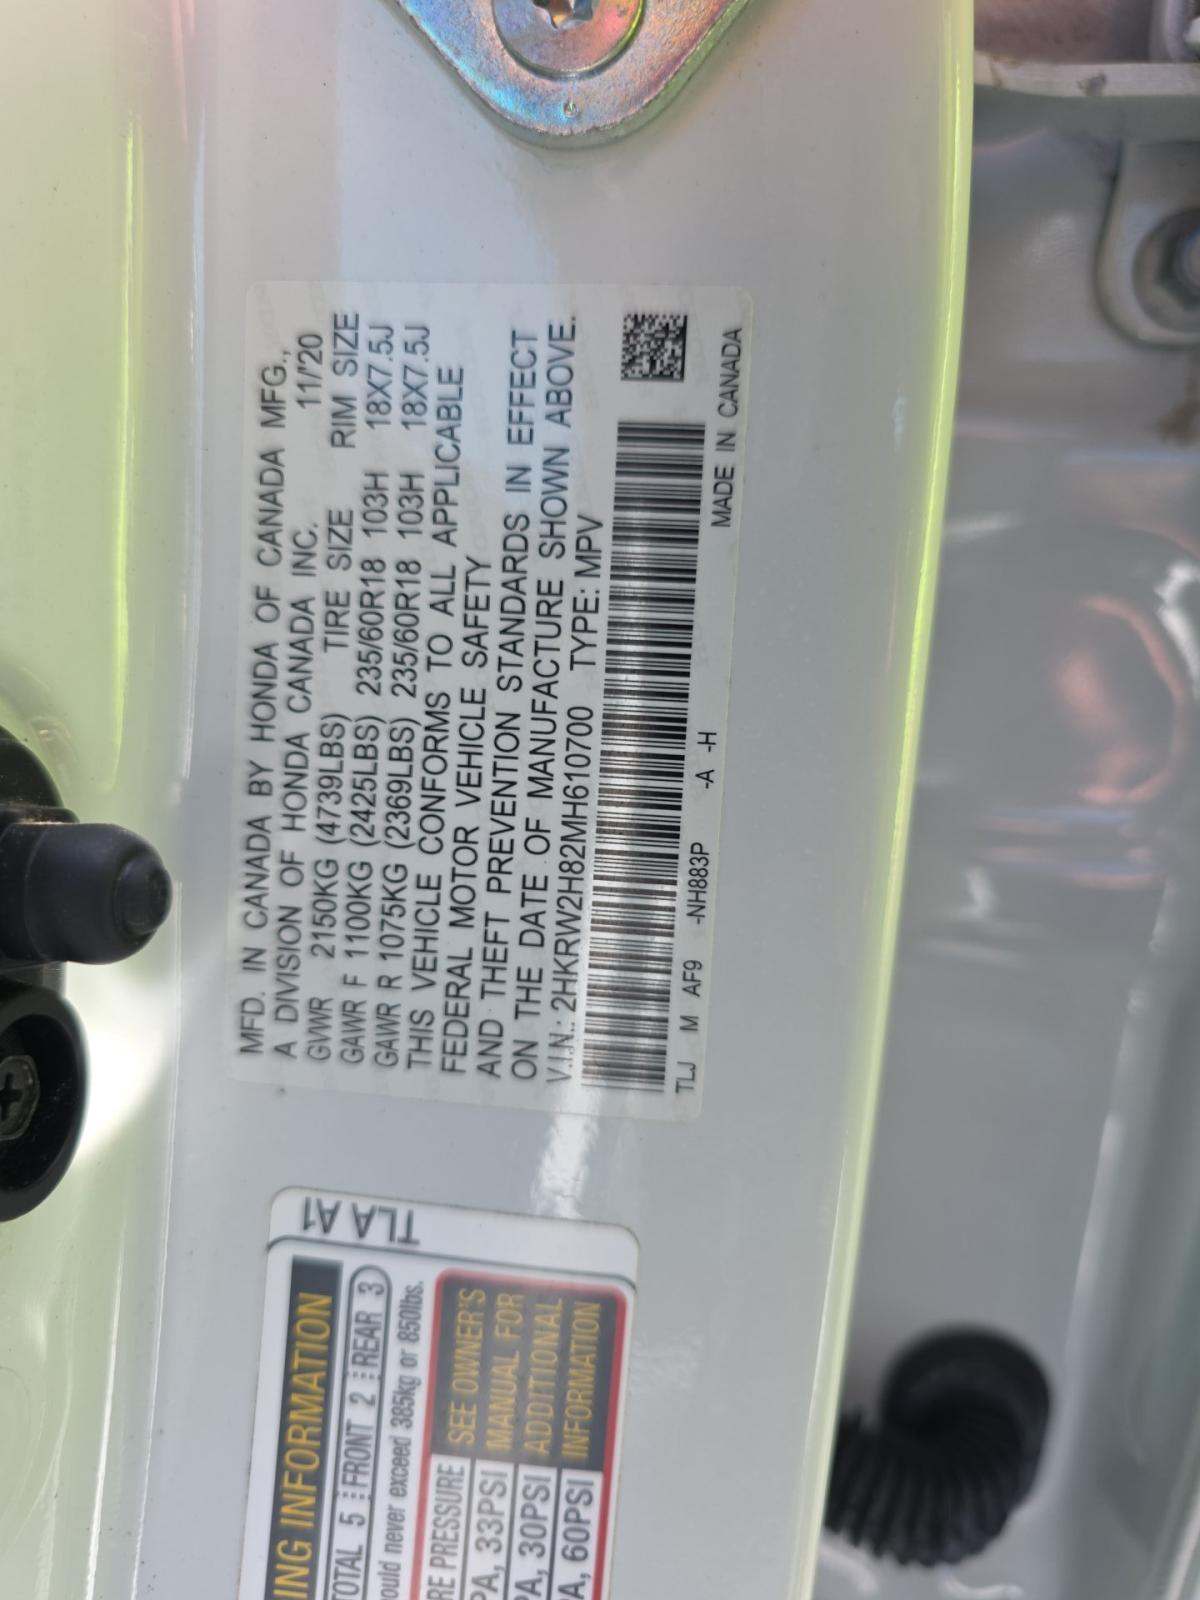 MFD. IN CANADA BY HONDA OF CANADA MFG.,
A DIVISION OF HONDA CANADA INC. 11/'20
GVWR 2150KG (4739LBS) TIRE SIZE RIM SIZE
GAWR F 1100KG (2425LBS) 235/60R18 103H 18X7.5J
GAWR R 1075KG (2369LBS) 235/60R18 103H 18X7.5J
THIS VEHICLE CONFORMS TO ALL APPLICABLE
FEDERAL MOTOR VEHICLE SAFETY
AND THEFT PREVENTION STANDARDS IN EFFECT
ON THE DATE OF MANUFACTURE SHOWN ABOVE.
V.I.N.: 2HKRW2H82MH610700 TYPE: MPV
TLJ M AF9 -NH883P -A -H MADE IN CANADA
TLA A1
ING INFORMATION
TOTAL 5 FRONT 2 REAR 3
ould never exceed 385kg or 850lbs.
RE PRESSURE
PA, 33PSI
PA, 30PSI
PA, 60PSI
SEE OWNER'S
MANUAL FOR
ADDITIONAL
INFORMATION